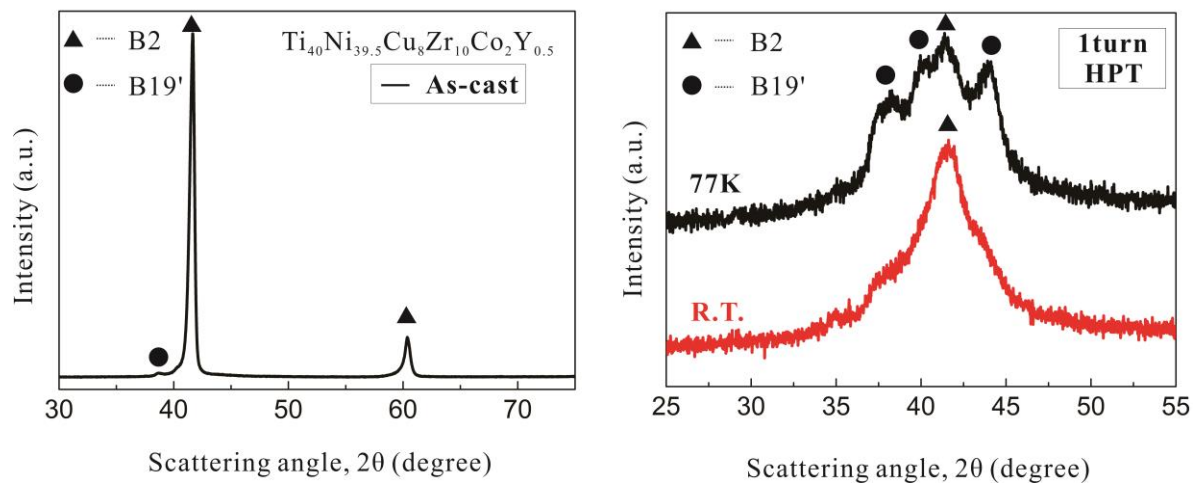 ▲ ┈ B2
● ┈ B19'
Ti₄₀Ni₃₉.₅Cu₈Zr₁₀Co₂Y₀.₅
As-cast
Intensity (a.u.)
30 40 50 60 70
Scattering angle, 2θ (degree)
▲ ┈ B2
● ┈ B19'
1turn
HPT
77K
R.T.
Intensity (a.u.)
25 30 35 40 45 50 55
Scattering angle, 2θ (degree)